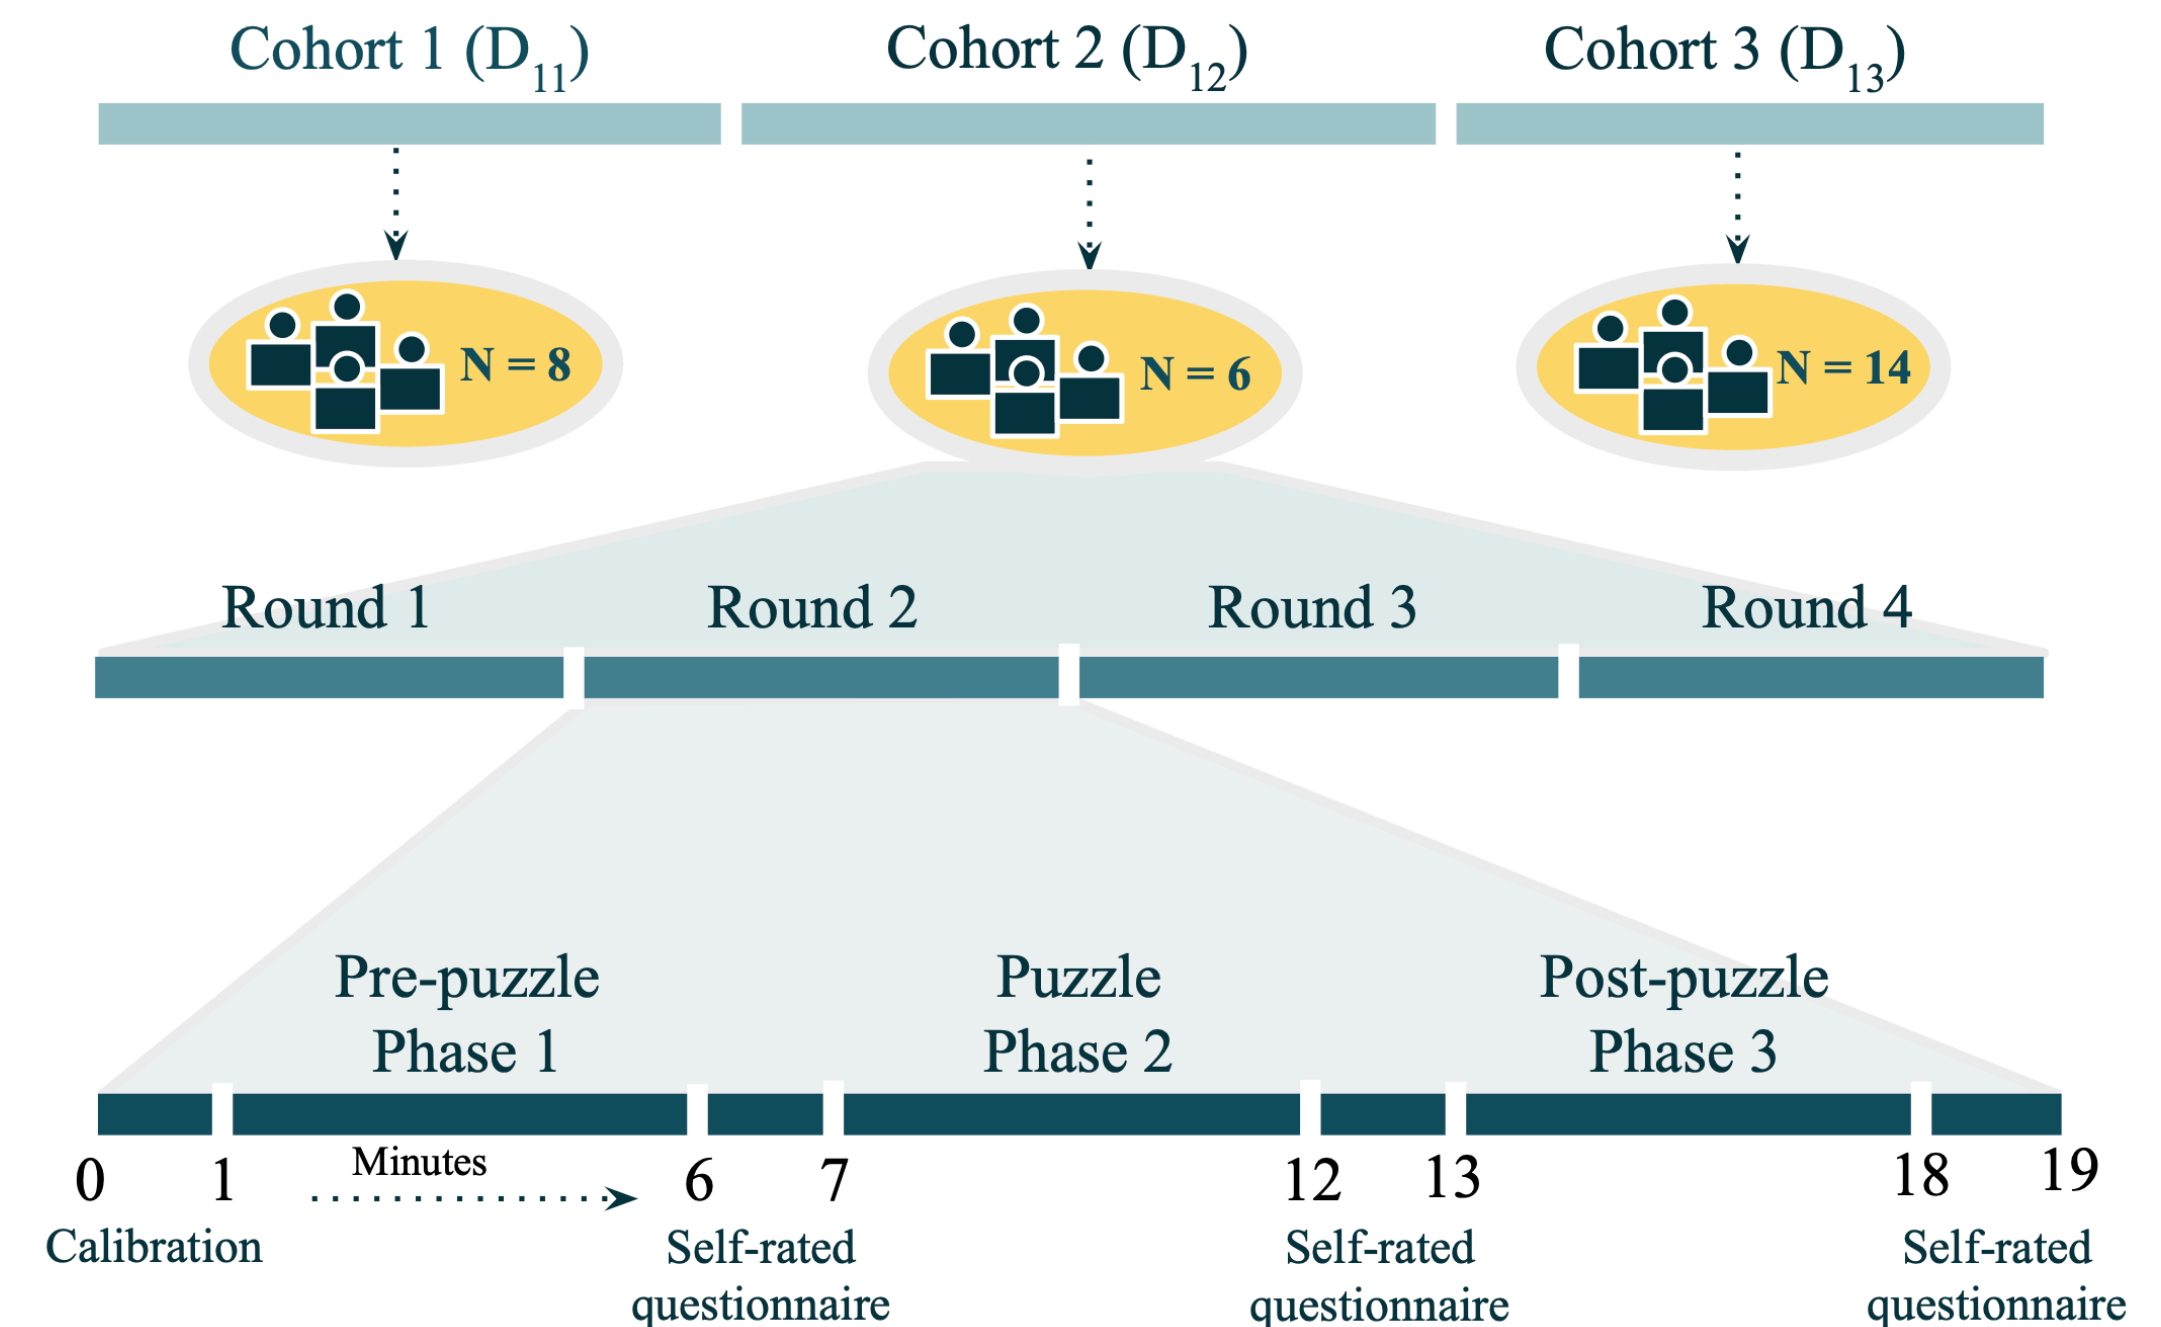 Cohort 1 (D11)
Cohort 2 (D12)
Cohort 3 (D13)
N = 8
N = 6
N = 14
Round 1
Round 2
Round 3
Round 4
Pre-puzzle
Phase 1
Puzzle
Phase 2
Post-puzzle
Phase 3
Minutes
0
1
6
7
12
13
18
19
Calibration
Self-rated
questionnaire
Self-rated
questionnaire
Self-rated
questionnaire